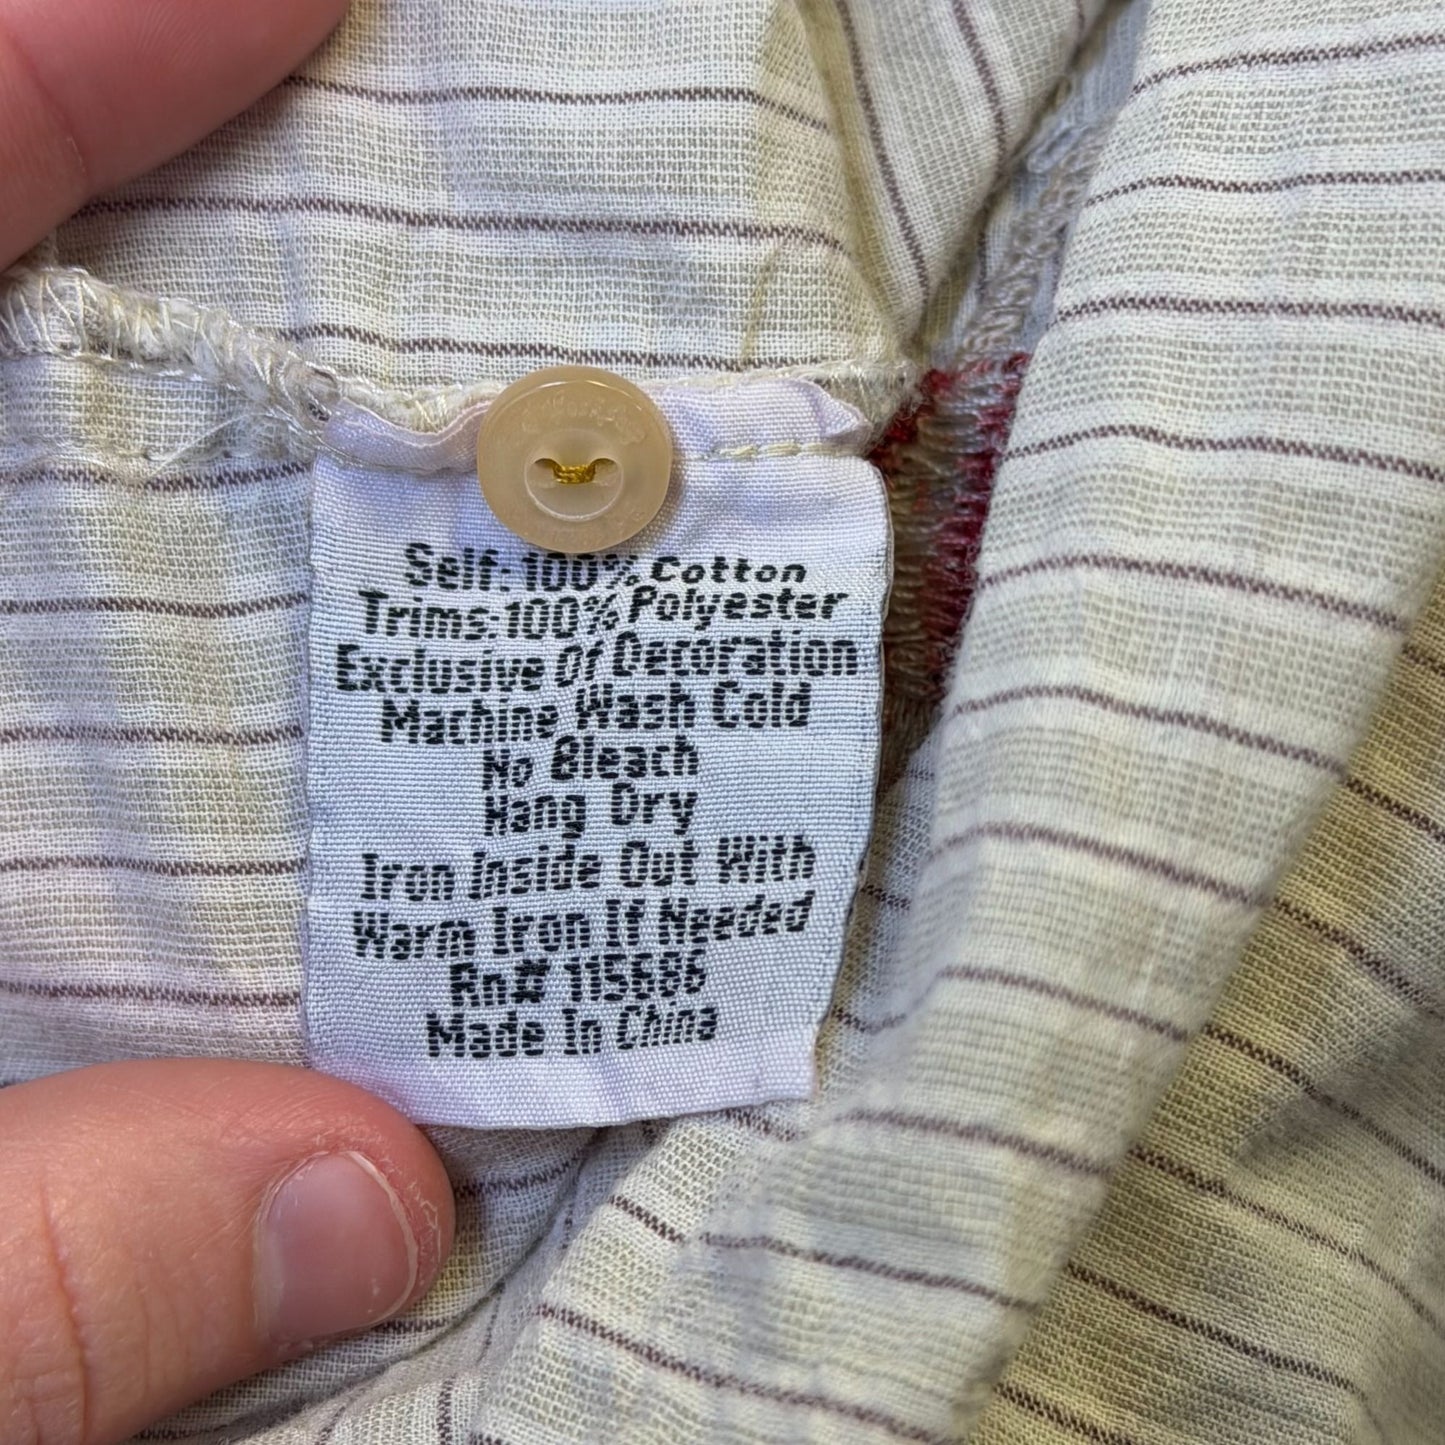 Self: 100% Cotton
Trims:100% Polyester
Exclusive Of Decoration
Machine Wash Cold
No Bleach
Hang Dry
Iron Inside Out With
Warm Iron If Needed
Rn# 115686
Made In China